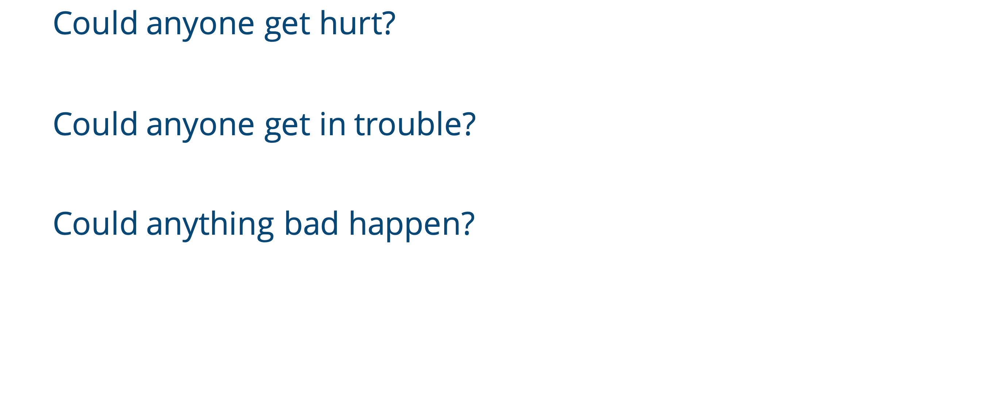 Could anyone get hurt?
Could anyone get in trouble?
Could anything bad happen?